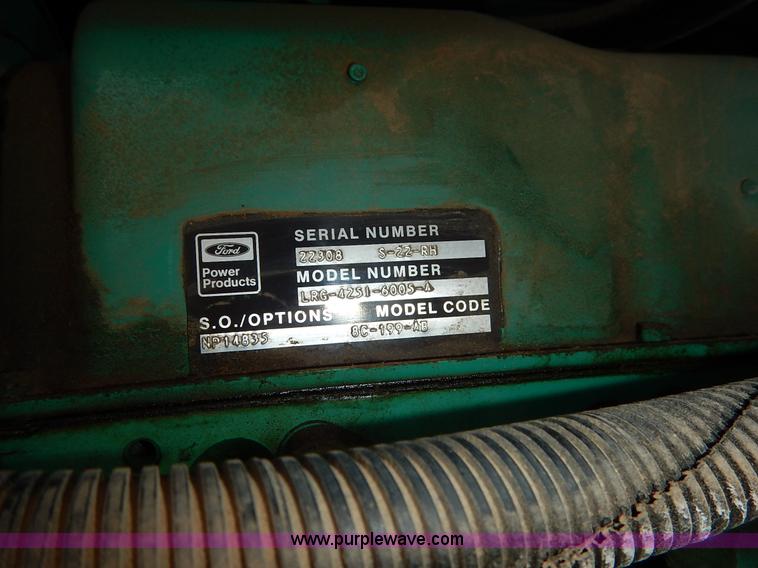 SERIAL NUMBER
Ford
Power
Products
22308 S-22-RH
MODEL NUMBER
LRG-4251-6005-A
S.O./OPTIONS MODEL CODE
NP14835 8C-199-AB
www.purplewave.com